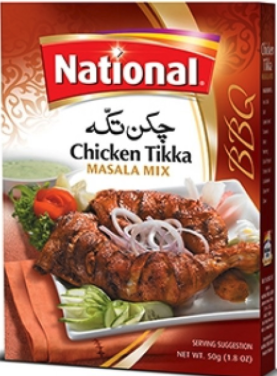 National
چکن تکّہ
Chicken Tikka
MASALA MIX
BBQ
SERVING SUGGESTION
NET WT. 50g (1.8 OZ)